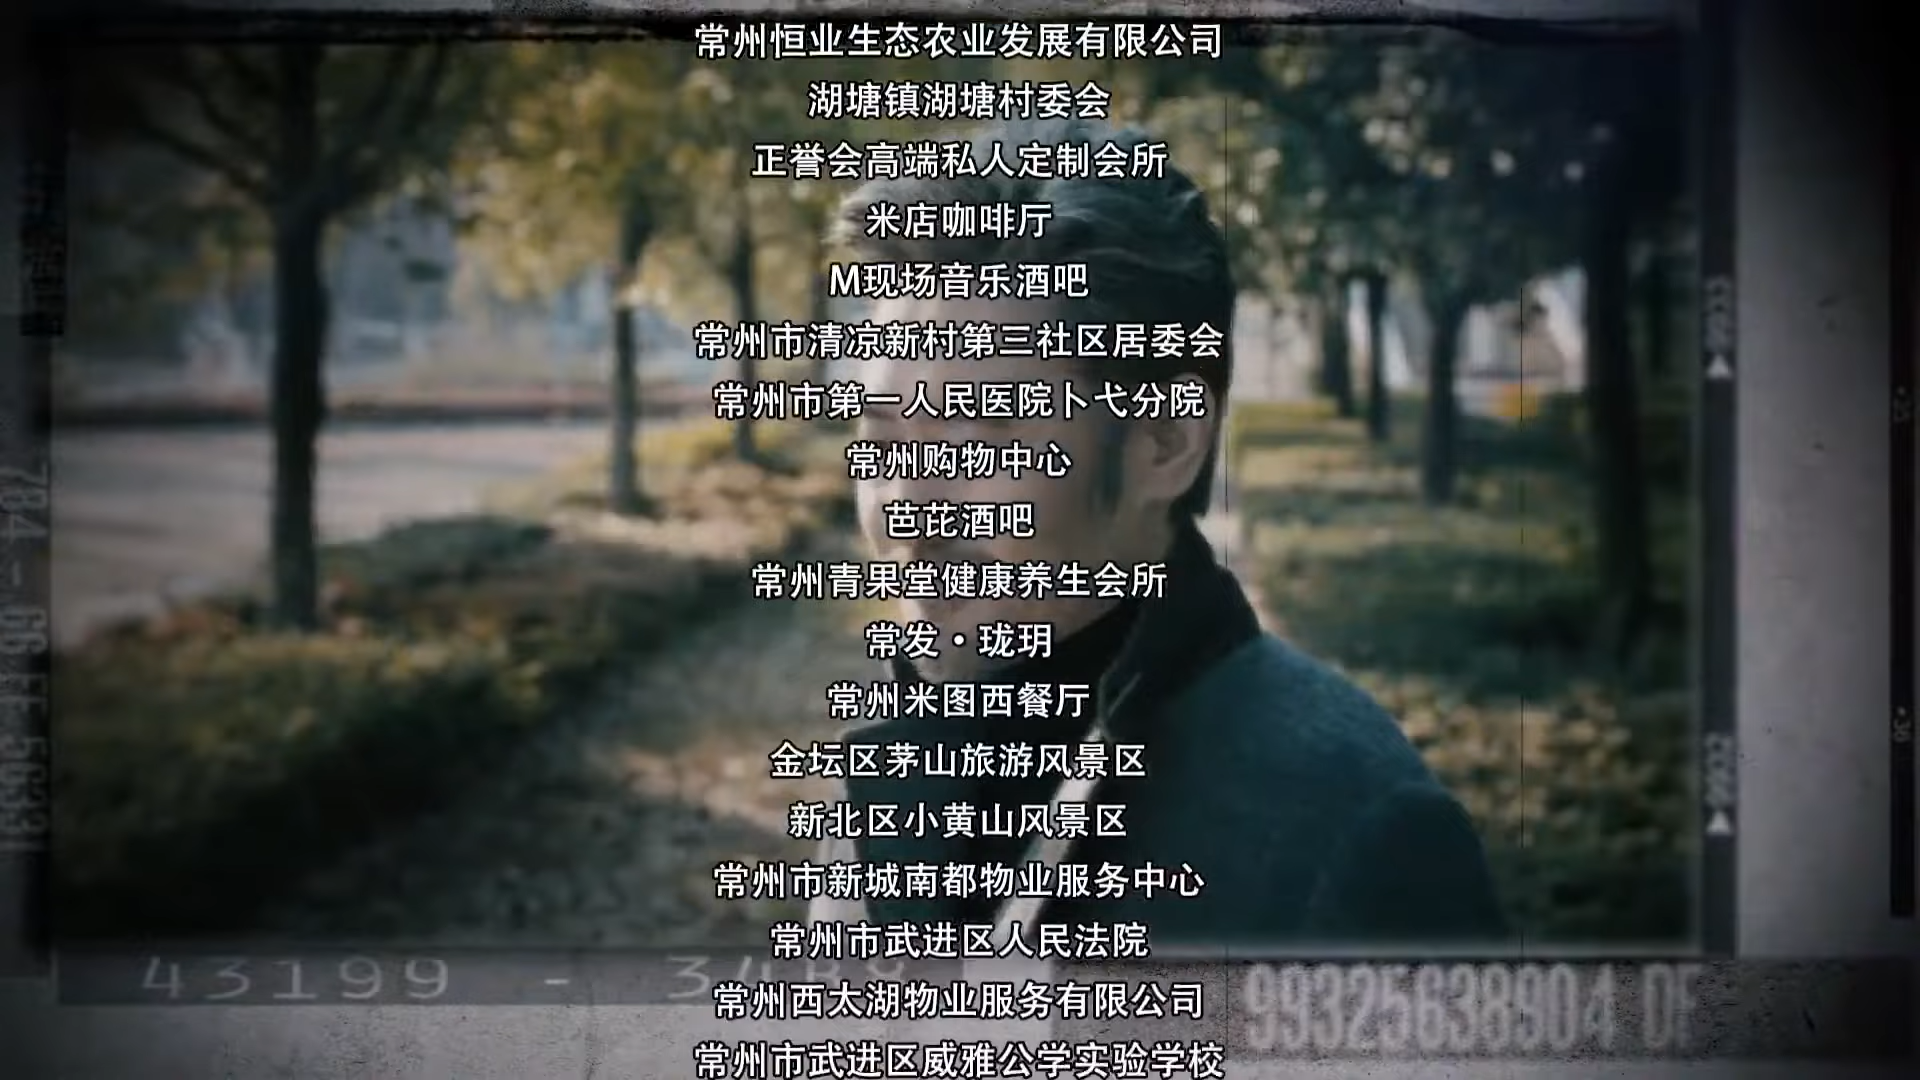 常州恒业生态农业发展有限公司
湖塘镇湖塘村委会
正誉会高端私人定制会所
米店咖啡厅
M现场音乐酒吧
常州市清凉新村第三社区居委会
常州市第一人民医院卜弋分院
常州购物中心
芭芘酒吧
常州青果堂健康养生会所
常发·珑玥
常州米图西餐厅
金坛区茅山旅游风景区
新北区小黄山风景区
常州市新城南都物业服务中心
常州市武进区人民法院
43199 -
常州西太湖物业服务有限公司
99325638904
常州市武进区威雅公学实验学校